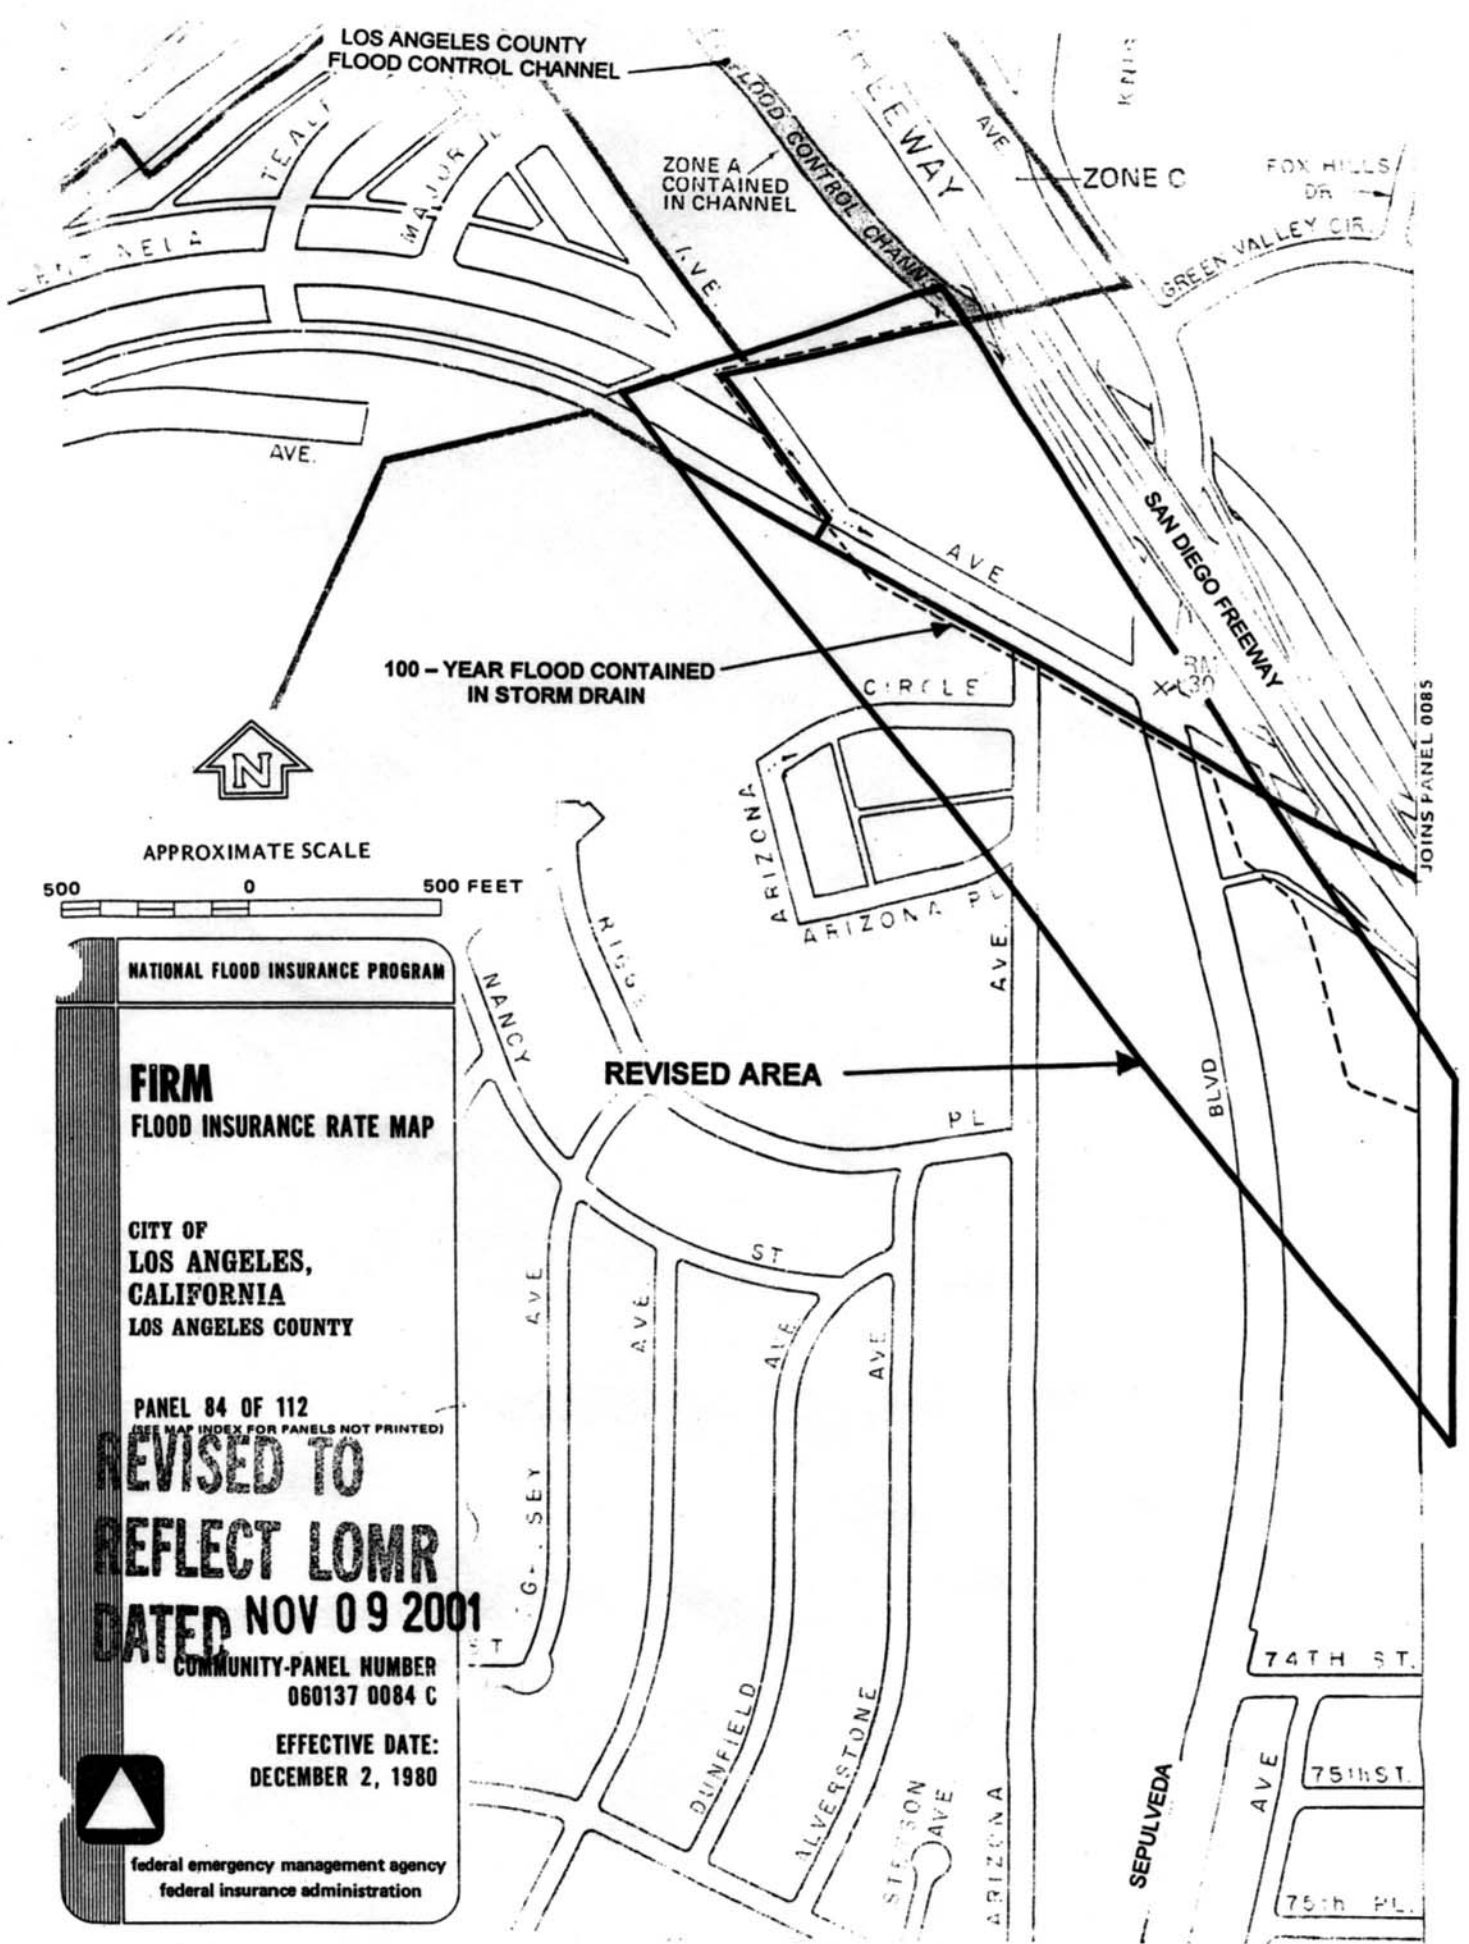 LOS ANGELES COUNTY
FLOOD CONTROL CHANNEL
FLOOD CONTROL CHANNEL
ZONE A
CONTAINED
IN CHANNEL
FREEWAY
AVE.
ZONE C
FOX HILLS
DR
GREEN VALLEY CIR.
TEALE
MAJOR
AVE.
AVE.
AVE
SAN DIEGO FREEWAY
100 – YEAR FLOOD CONTAINED
IN STORM DRAIN
CIRCLE
RM
130
JOINS PANEL 0085
N
ARIZONA
ARIZONA PL
AVE.
APPROXIMATE SCALE
500 0 500 FEET
RIGGS
NANCY
REVISED AREA
BLVD
PL
ST
AVE
AVE
AVE
AVE
NATIONAL FLOOD INSURANCE PROGRAM
FIRM
FLOOD INSURANCE RATE MAP
CITY OF
LOS ANGELES,
CALIFORNIA
LOS ANGELES COUNTY
PANEL 84 OF 112
(SEE MAP INDEX FOR PANELS NOT PRINTED)
REVISED TO
REFLECT LOMR
DATED NOV 09 2001
COMMUNITY-PANEL NUMBER
060137 0084 C
EFFECTIVE DATE:
DECEMBER 2, 1980
federal emergency management agency
federal insurance administration
DUNFIELD
ALVERSTONE
AVE
ARIZONA
SEPULVEDA
AVE
74TH ST.
75th ST.
75th PL.